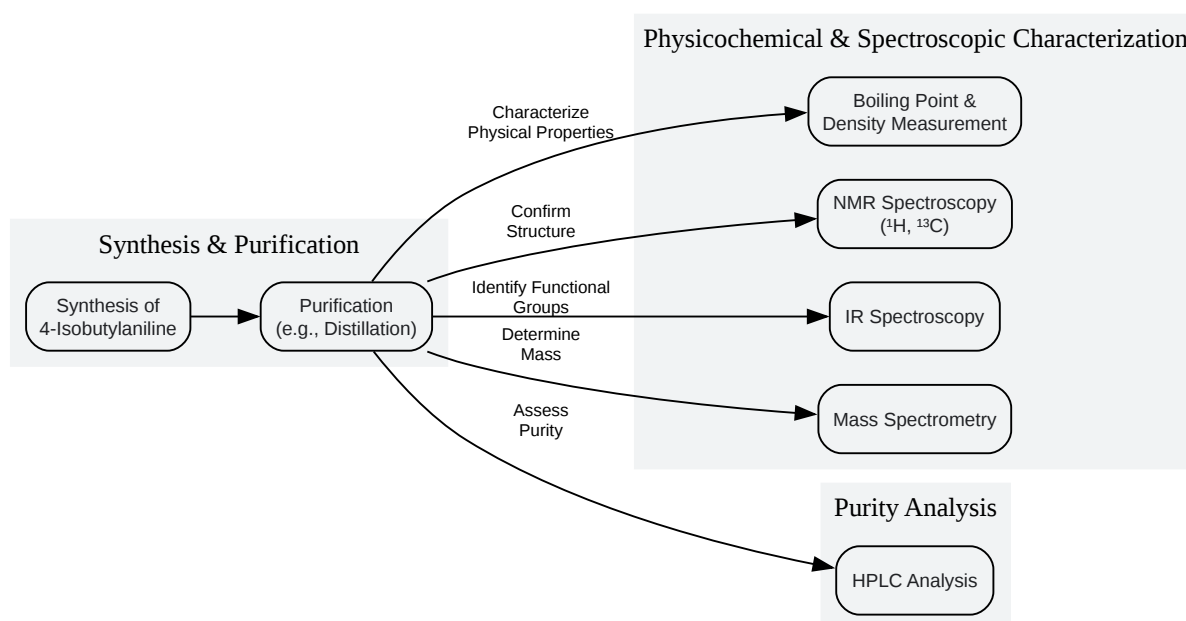 Physicochemical & Spectroscopic Characterization
Boiling Point &
Density Measurement
Characterize
Physical Properties
NMR Spectroscopy
(¹H, ¹³C)
Confirm
Structure
Synthesis & Purification
Synthesis of
4-Isobutylaniline
Purification
(e.g., Distillation)
Identify Functional
Groups
IR Spectroscopy
Determine
Mass
Mass Spectrometry
Assess
Purity
Purity Analysis
HPLC Analysis